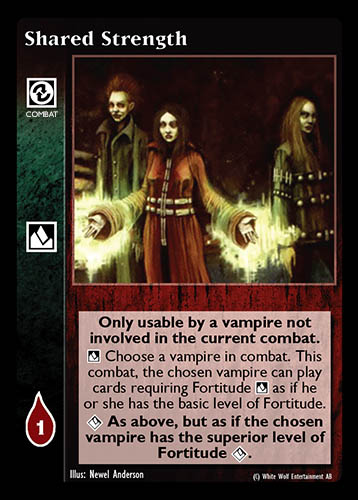 Shared Strength
COMBAT
Only usable by a vampire not
involved in the current combat.
Choose a vampire in combat. This
combat, the chosen vampire can play
cards requiring Fortitude as if he
or she has the basic level of Fortitude.
As above, but as if the chosen
vampire has the superior level of
Fortitude .
1
Illus: Newel Anderson
(C) White Wolf Entertainment AB